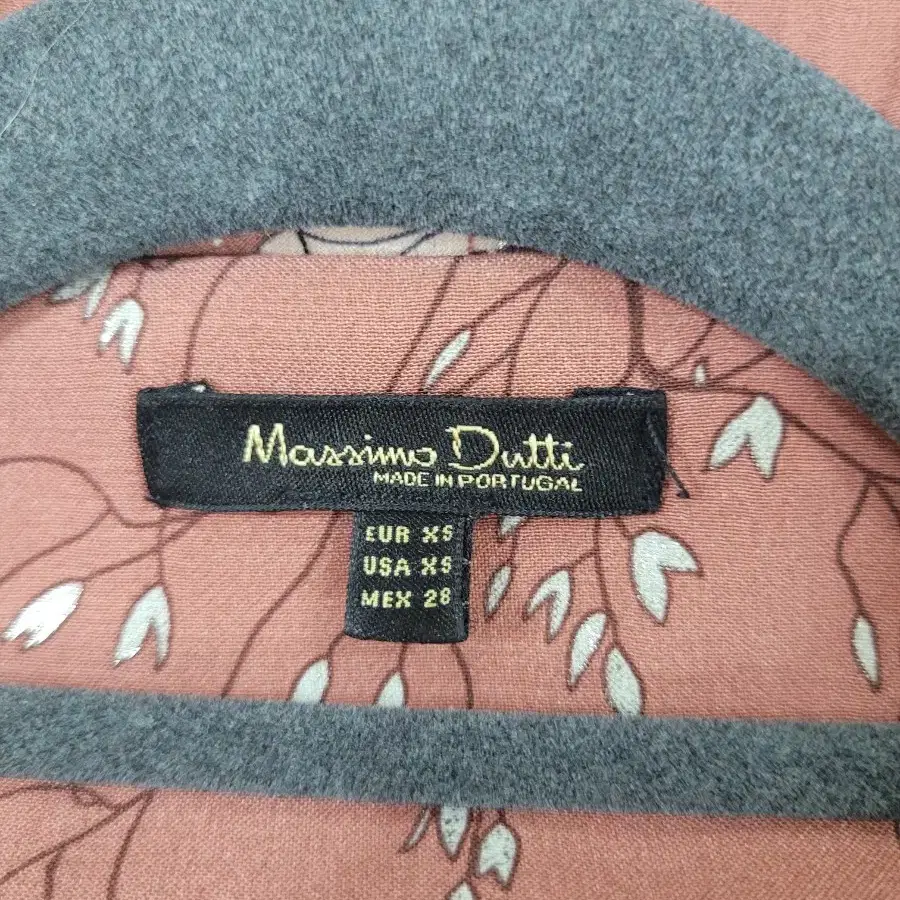 Massimo Dutti
MADE IN PORTUGAL
EUR XS
USA XS
MEX 28